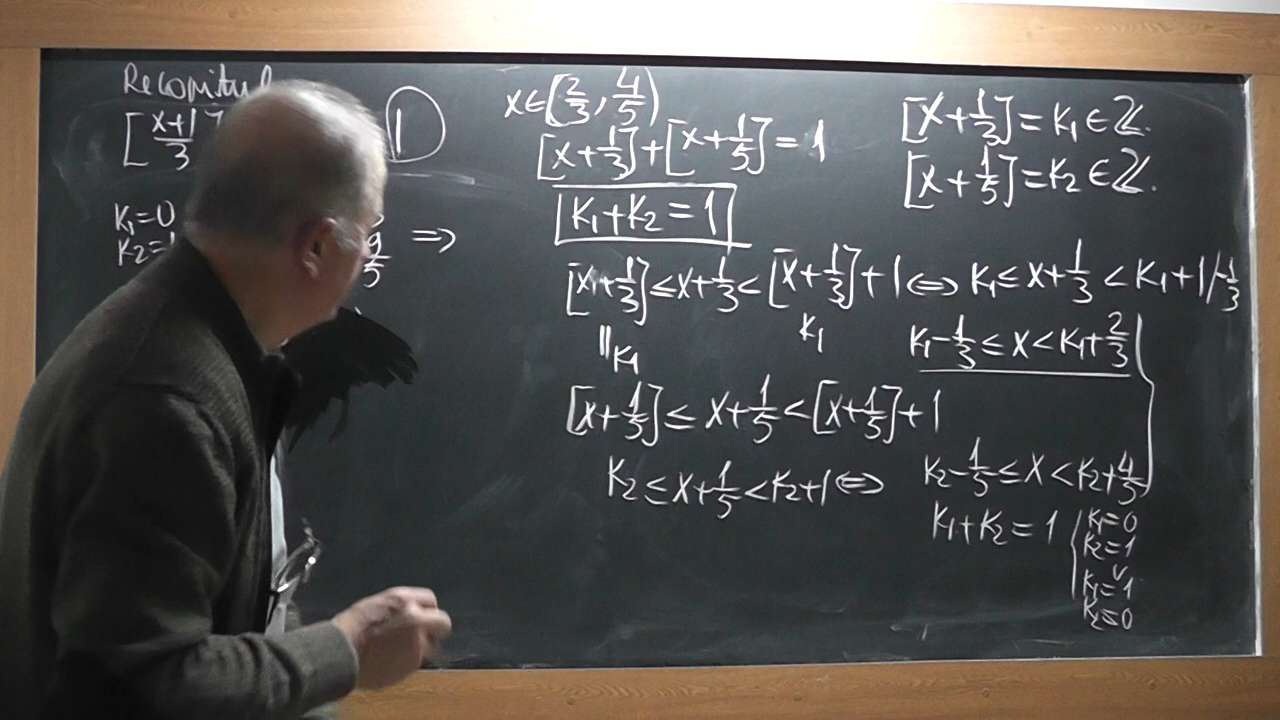 [x+1/3
1
K₁=0
K₂=1
9/5 ⇒
x∈[2/3, 4/5)
[x+1/3]+[x+1/5]=1
K₁+K₂=1
[x+1/3]≤x+1/3<[x+1/3]+1 ⇔ K₁≤x+1/3<K₁+1/-1/3
‖K₁ K₁
K₁-1/3≤x<K₁+2/3
[x+1/5]≤x+1/5<[x+1/5]+1
K₂≤x+1/5<K₂+1 ⇔ K₂-1/5≤x<K₂+4/5
K₁+K₂=1
K₁=0
K₂=1
∨
K₁=1
K₂=0
[x+1/3]=K₁∈ℤ.
[x+1/5]=K₂∈ℤ.